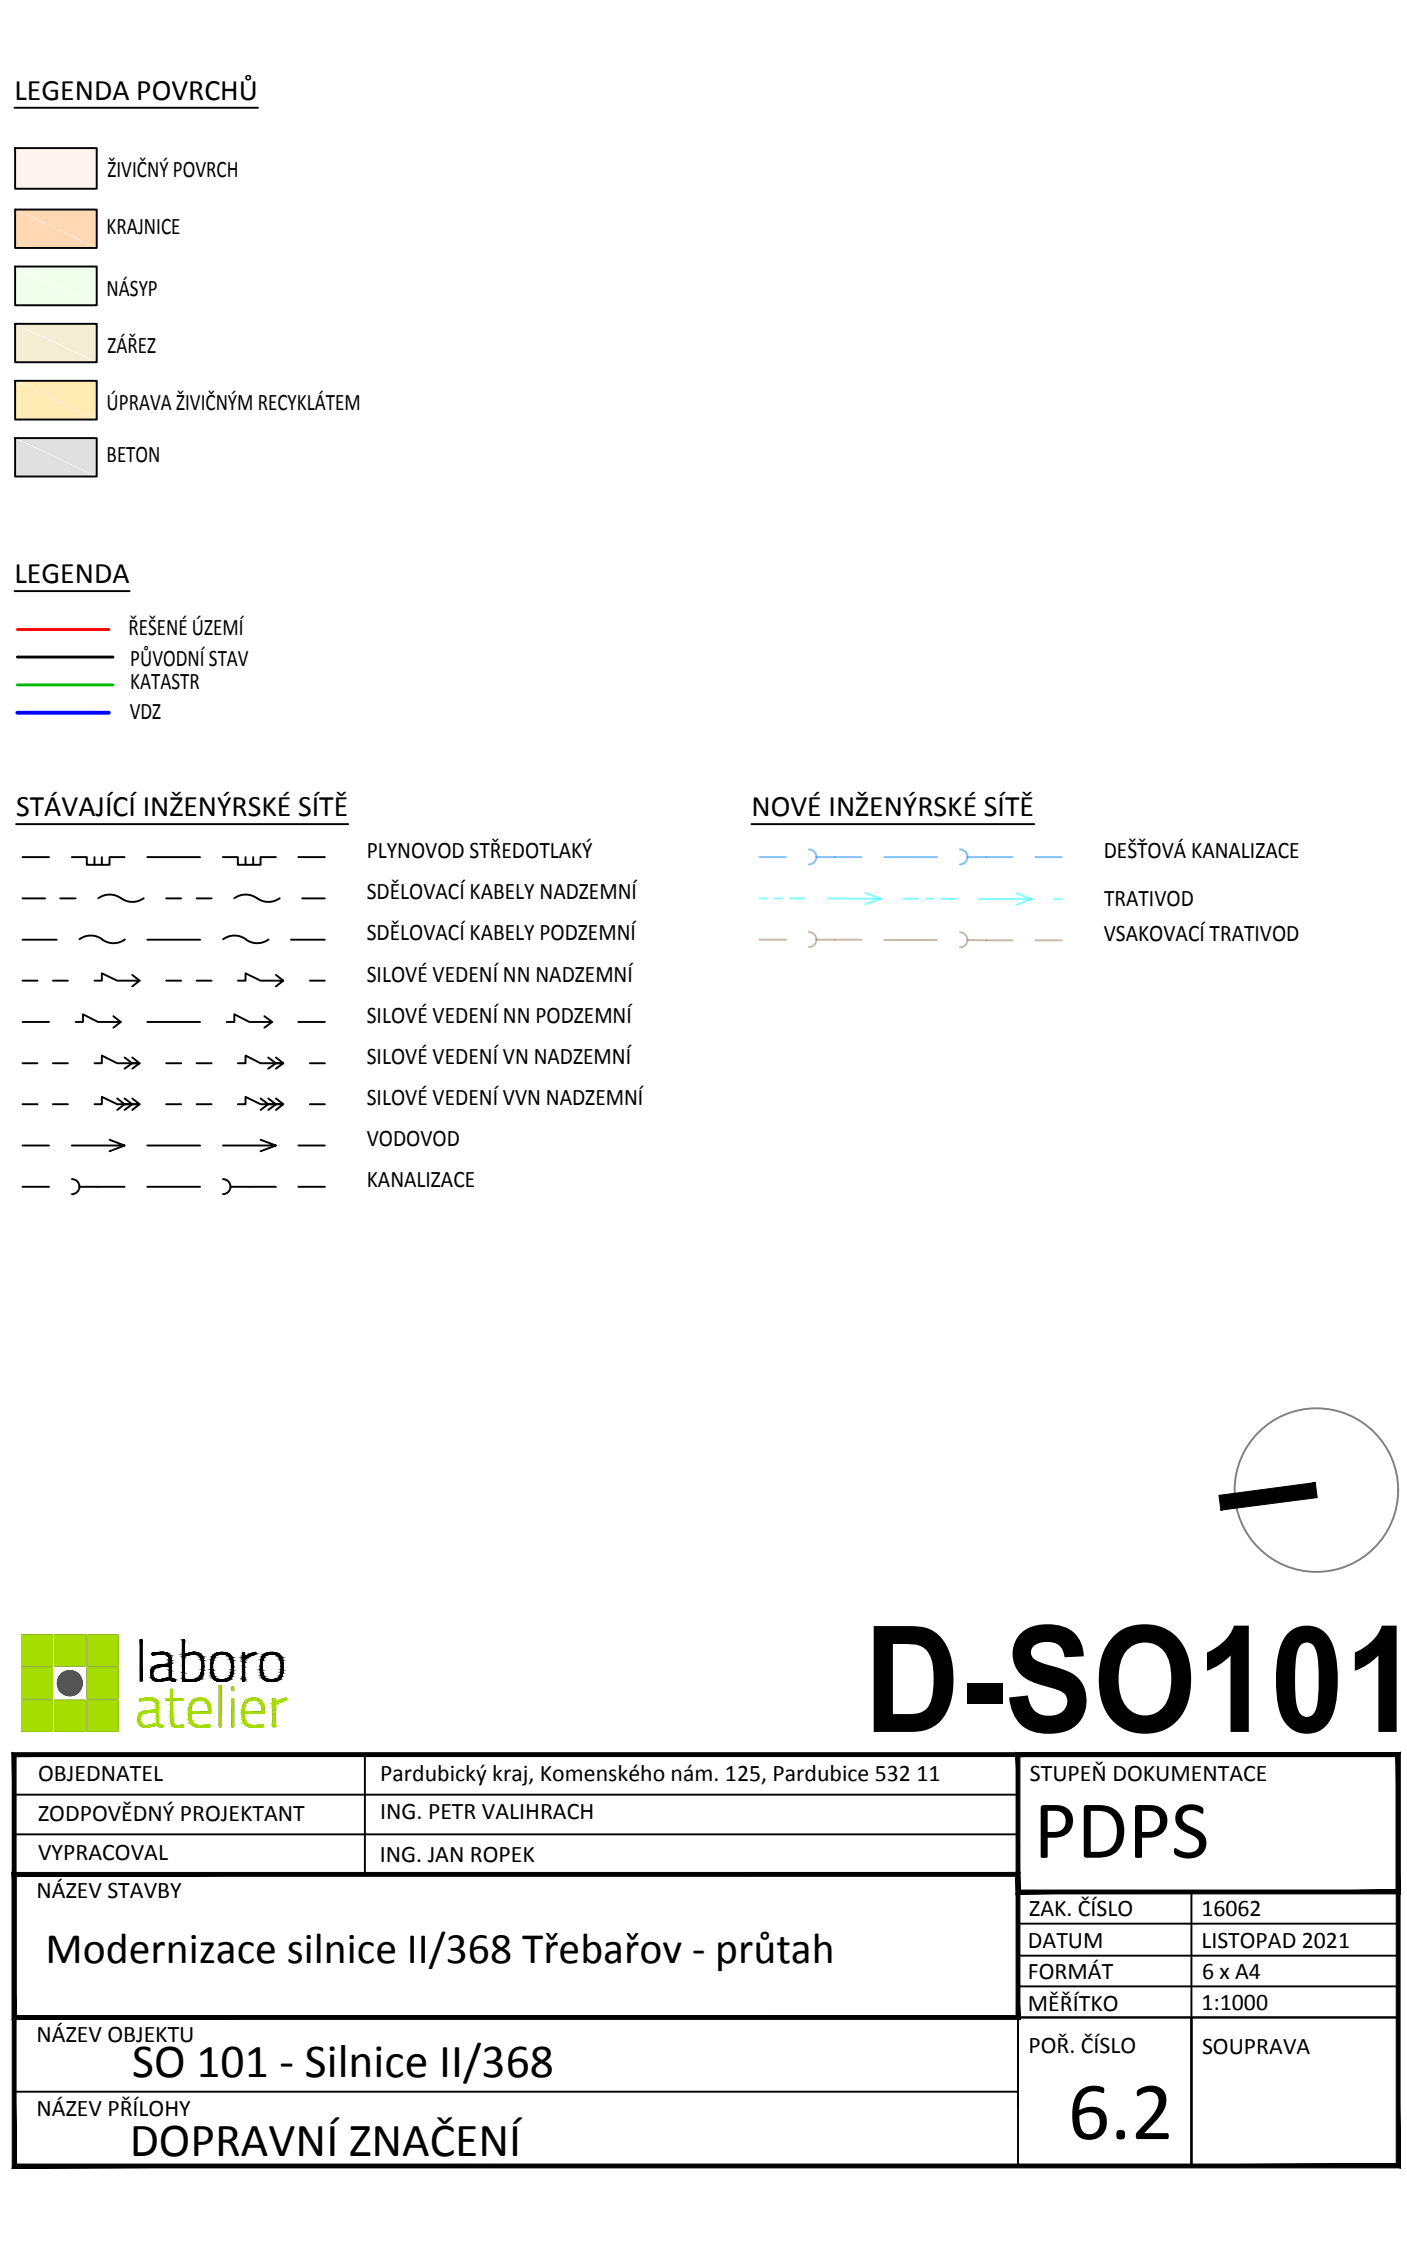 LEGENDA POVRCHŮ
ŽIVIČNÝ POVRCH
KRAJNICE
NÁSYP
ZÁŘEZ
ÚPRAVA ŽIVIČNÝM RECYKLÁTEM
BETON
LEGENDA
ŘEŠENÉ ÚZEMÍ
PŮVODNÍ STAV
KATASTR
VDZ
STÁVAJÍCÍ INŽENÝRSKÉ SÍTĚ
PLYNOVOD STŘEDOTLAKÝ
SDĚLOVACÍ KABELY NADZEMNÍ
SDĚLOVACÍ KABELY PODZEMNÍ
SILOVÉ VEDENÍ NN NADZEMNÍ
SILOVÉ VEDENÍ NN PODZEMNÍ
SILOVÉ VEDENÍ VN NADZEMNÍ
SILOVÉ VEDENÍ VVN NADZEMNÍ
VODOVOD
KANALIZACE
NOVÉ INŽENÝRSKÉ SÍTĚ
DEŠŤOVÁ KANALIZACE
TRATIVOD
VSAKOVACÍ TRATIVOD
laboro
atelier
D-SO101
OBJEDNATEL Pardubický kraj, Komenského nám. 125, Pardubice 532 11
ZODPOVĚDNÝ PROJEKTANT ING. PETR VALIHRACH
VYPRACOVAL ING. JAN ROPEK
STUPEŇ DOKUMENTACE
PDPS
NÁZEV STAVBY
Modernizace silnice II/368 Třebařov - průtah
ZAK. ČÍSLO 16062
DATUM LISTOPAD 2021
FORMÁT 6 x A4
MĚŘÍTKO 1:1000
NÁZEV OBJEKTU
SO 101 - Silnice II/368
NÁZEV PŘÍLOHY
DOPRAVNÍ ZNAČENÍ
POŘ. ČÍSLO
6.2
SOUPRAVA